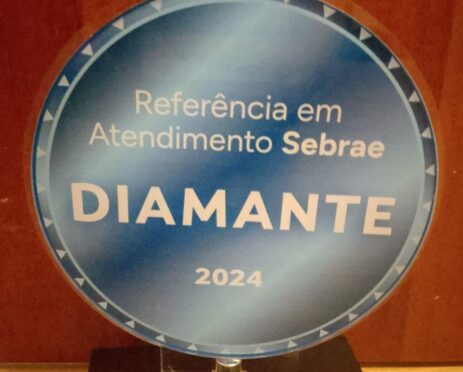 Referência em
Atendimento Sebrae
DIAMANTE
2024